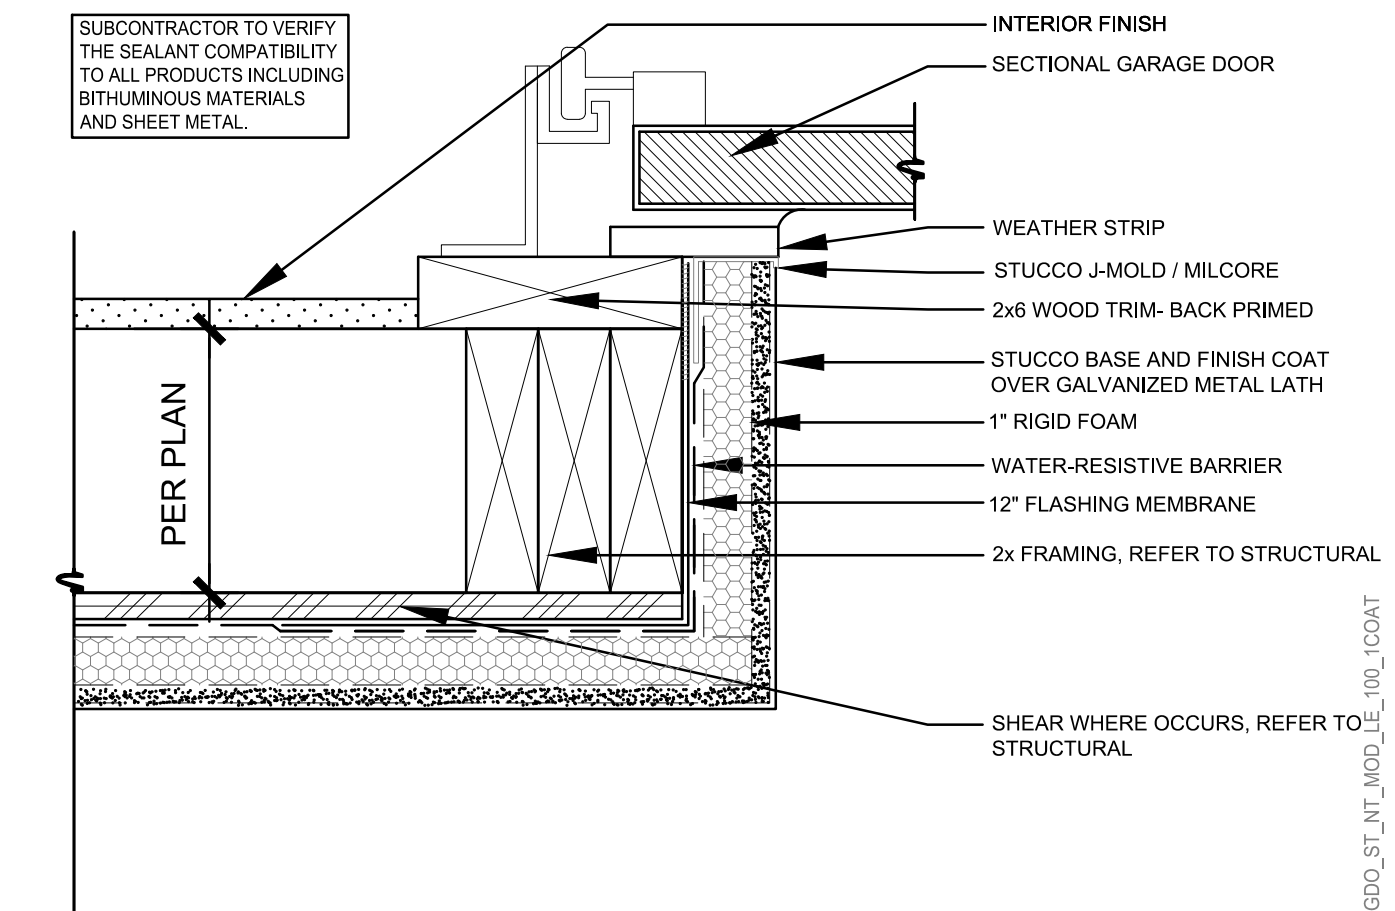 SUBCONTRACTOR TO VERIFY
THE SEALANT COMPATIBILITY
TO ALL PRODUCTS INCLUDING
BITHUMINOUS MATERIALS
AND SHEET METAL.
INTERIOR FINISH
SECTIONAL GARAGE DOOR
WEATHER STRIP
STUCCO J-MOLD / MILCORE
2x6 WOOD TRIM- BACK PRIMED
STUCCO BASE AND FINISH COAT
OVER GALVANIZED METAL LATH
1" RIGID FOAM
WATER-RESISTIVE BARRIER
12" FLASHING MEMBRANE
2x FRAMING, REFER TO STRUCTURAL
SHEAR WHERE OCCURS, REFER TO
STRUCTURAL
PER PLAN
GDO_ST_NT_MOD_LE_100_1COAT